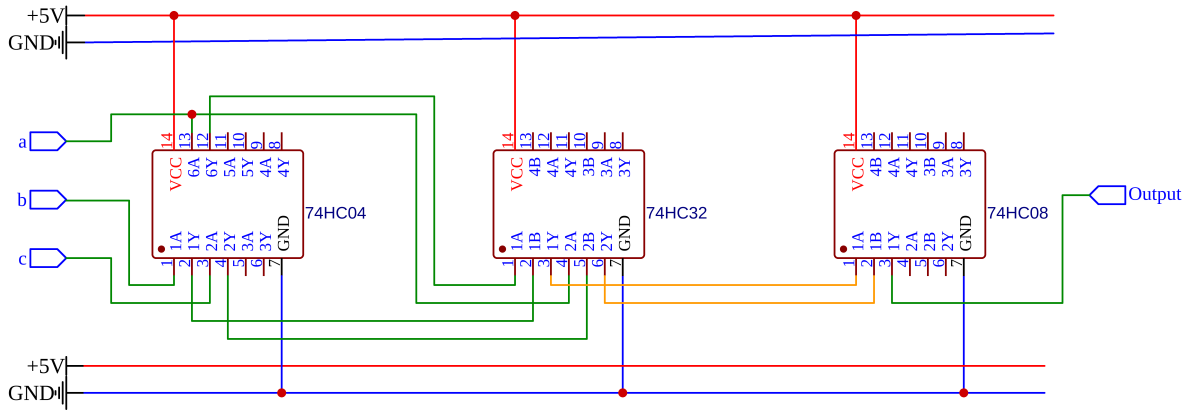 +5V
GND
a
b
c
14 13 12 11 10 9 8
VCC 6A 6Y 5A 5Y 4A 4Y
1A 1Y 2A 2Y 3A 3Y GND
1 2 3 4 5 6 7
74HC04
14 13 12 11 10 9 8
VCC 4B 4A 4Y 3B 3A 3Y
1A 1B 1Y 2A 2B 2Y GND
1 2 3 4 5 6 7
74HC32
14 13 12 11 10 9 8
VCC 4B 4A 4Y 3B 3A 3Y
1A 1B 1Y 2A 2B 2Y GND
1 2 3 4 5 6 7
74HC08
Output
+5V
GND